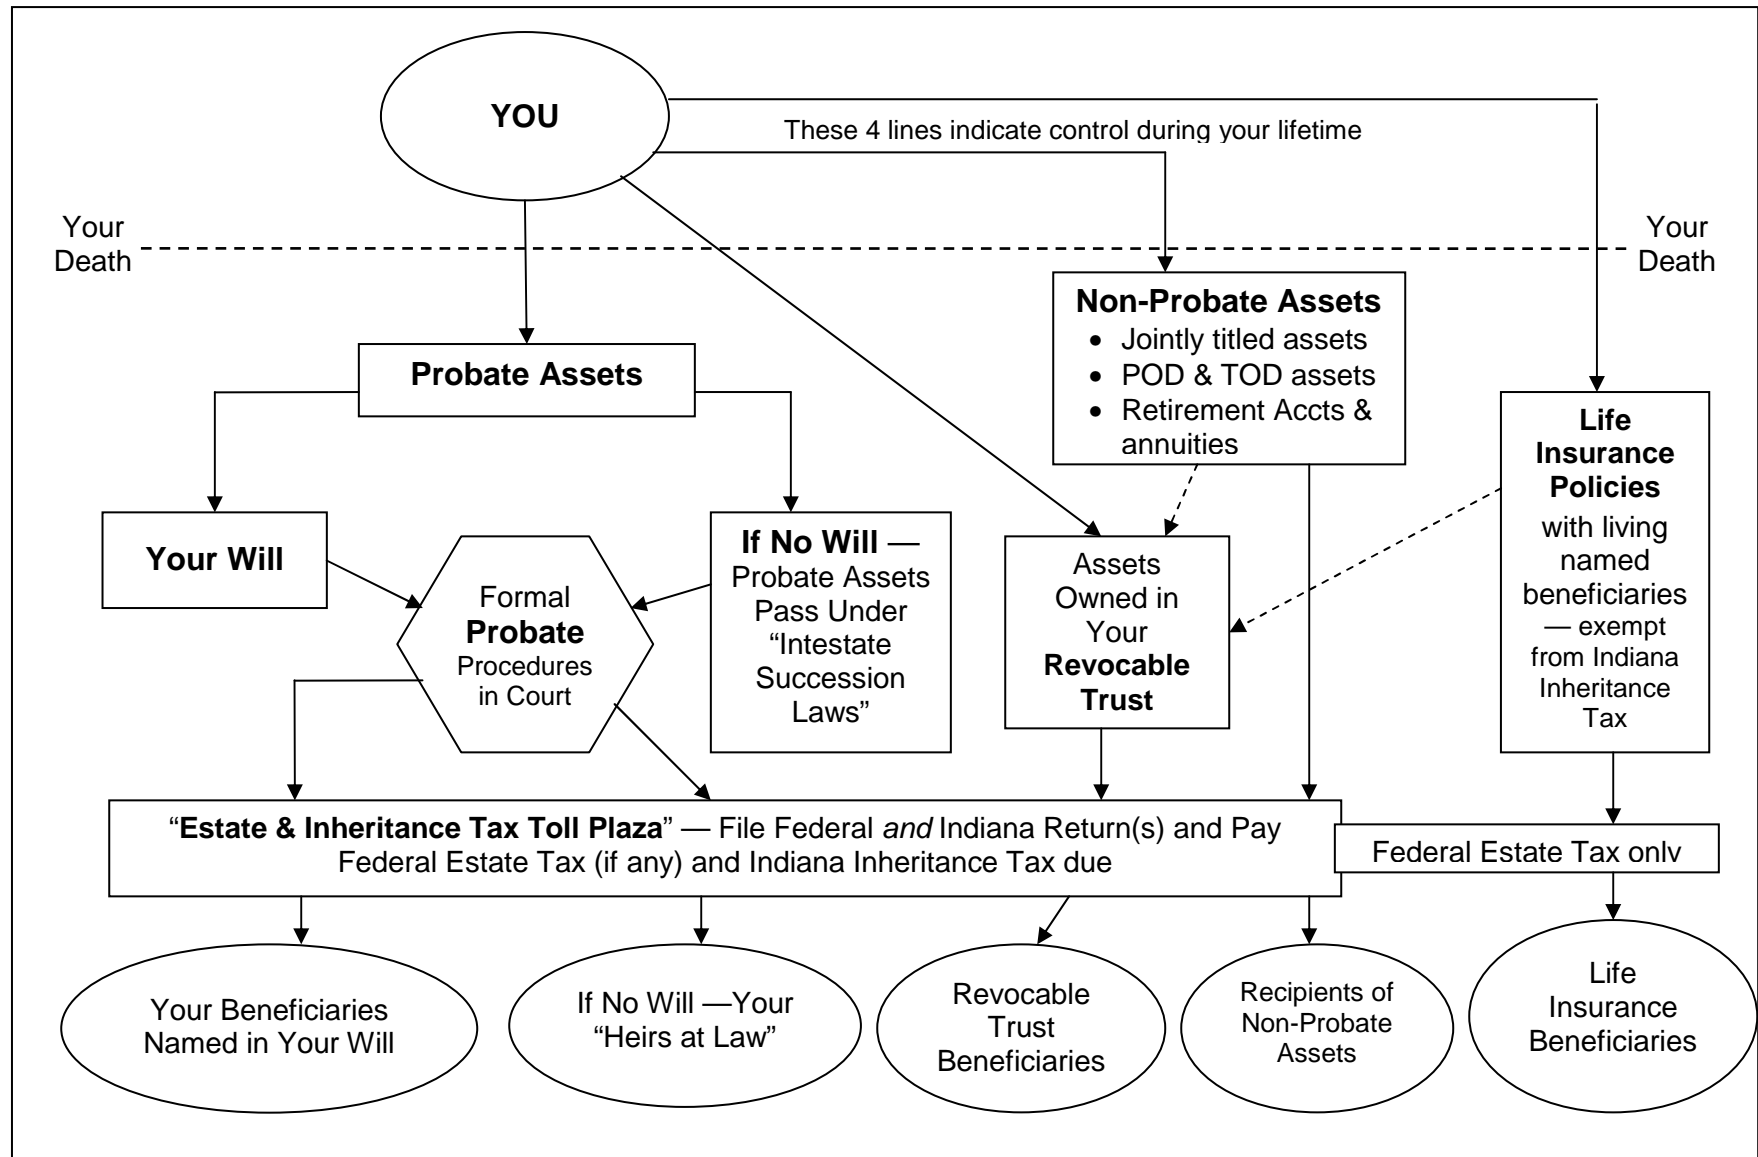 YOU
These 4 lines indicate control during your lifetime
Your
Death
Your
Death
Non-Probate Assets
• Jointly titled assets
• POD & TOD assets
• Retirement Accts &
annuities
Probate Assets
Life
Insurance
Policies
with living
named
beneficiaries
— exempt
from Indiana
Inheritance
Tax
Your Will
Formal
Probate
Procedures
in Court
If No Will —
Probate Assets
Pass Under
“Intestate
Succession
Laws”
Assets
Owned in
Your
Revocable
Trust
“Estate & Inheritance Tax Toll Plaza” — File Federal and Indiana Return(s) and Pay
Federal Estate Tax (if any) and Indiana Inheritance Tax due
Federal Estate Tax only
Your Beneficiaries
Named in Your Will
If No Will —Your
“Heirs at Law”
Revocable
Trust
Beneficiaries
Recipients of
Non-Probate
Assets
Life
Insurance
Beneficiaries